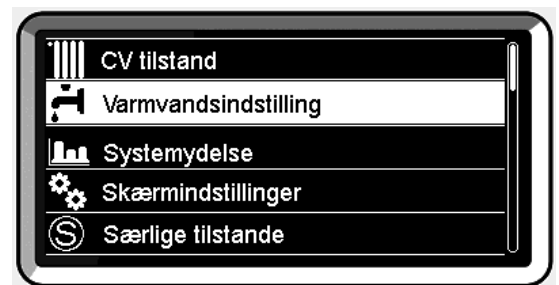 CV tilstand
Varmvandsindstilling
Systemydelse
Skærmindstillinger
S Særlige tilstande